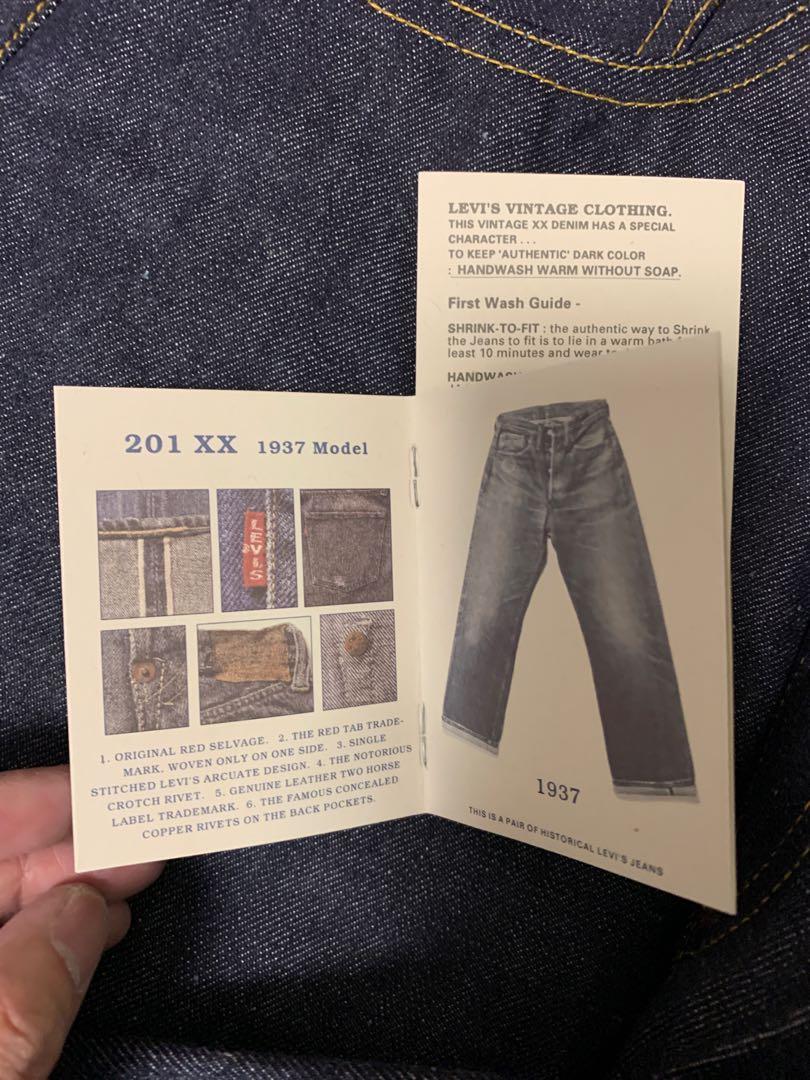 LEVI'S VINTAGE CLOTHING.
THIS VINTAGE XX DENIM HAS A SPECIAL
CHARACTER . . .
TO KEEP 'AUTHENTIC' DARK COLOR
: HANDWASH WARM WITHOUT SOAP.
First Wash Guide -
SHRINK-TO-FIT : the authentic way to Shrink
the Jeans to fit is to lie in a warm bath
least 10 minutes and wear
201 XX 1937 Model
LEVI'S
1. ORIGINAL RED SELVAGE. 2. THE RED TAB TRADE-
MARK. WOVEN ONLY ON ONE SIDE. 3. SINGLE
STITCHED LEVI'S ARCUATE DESIGN. 4. THE NOTORIOUS
CROTCH RIVET. 5. GENUINE LEATHER TWO HORSE
LABEL TRADEMARK. 6. THE FAMOUS CONCEALED
COPPER RIVETS ON THE BACK POCKETS.
1937
THIS IS A PAIR OF HISTORICAL LEVI'S JEANS